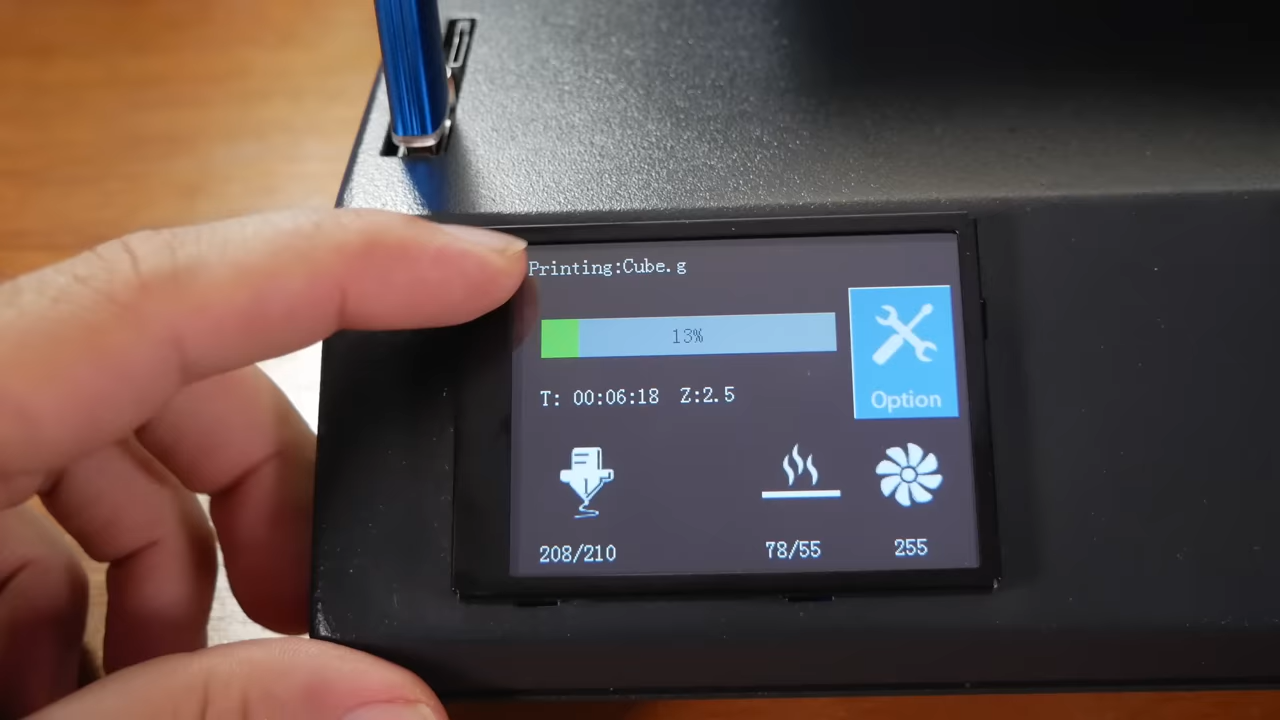 Printing:Cube.g
13%
T: 00:06:18 Z:2.5
Option
208/210
78/55
255